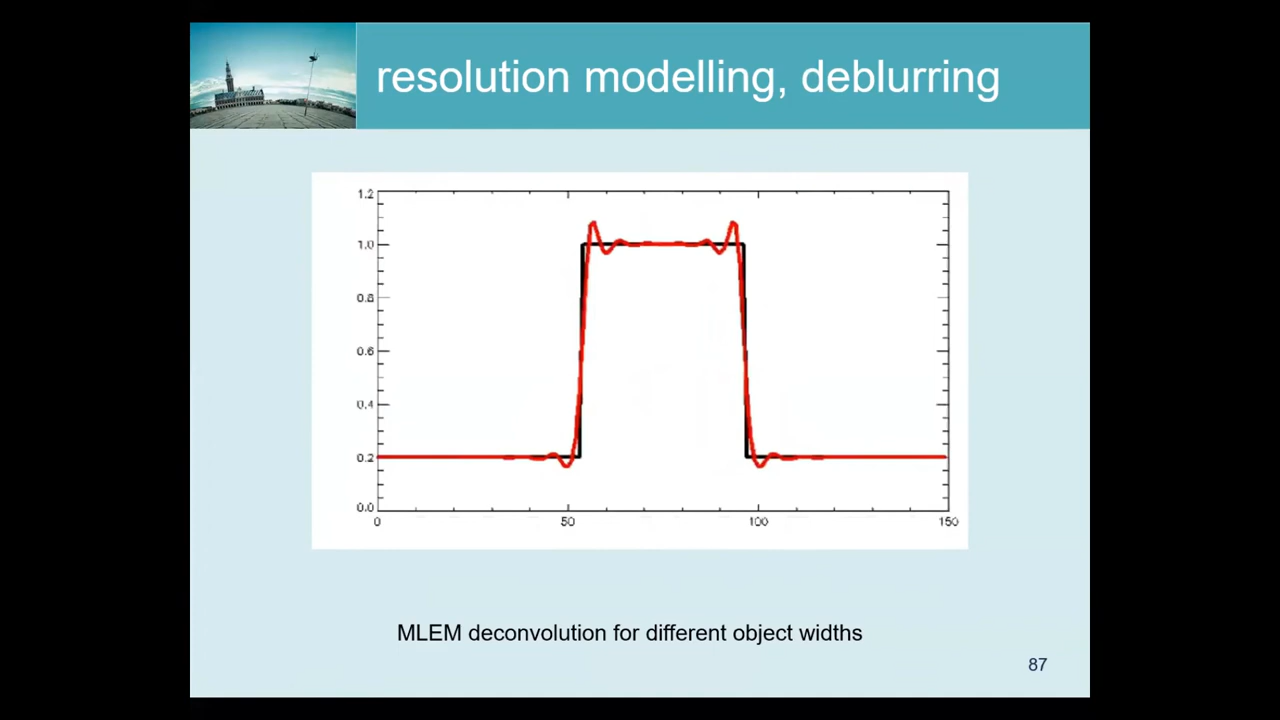 resolution modelling, deblurring
1.2
1.0
0.8
0.6
0.4
0.2
0.0
0 50 100 150
MLEM deconvolution for different object widths
87